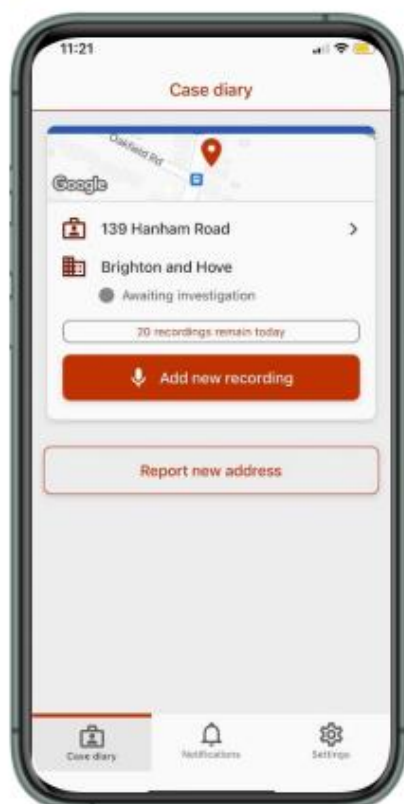 11:21
Case diary
Oakfield Rd
Google
139 Hanham Road
Brighton and Hove
Awaiting investigation
20 recordings remain today
Add new recording
Report new address
Case diary
Notifications
Settings